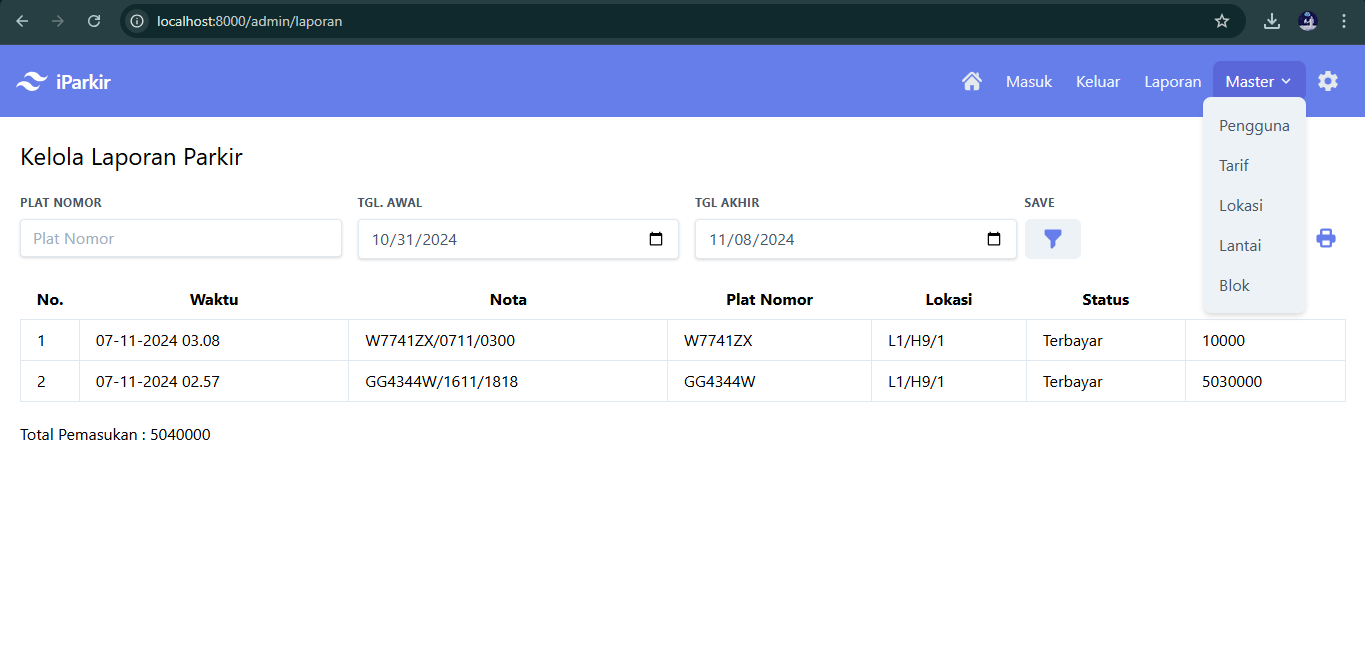 localhost:8000/admin/laporan
iParkir
Masuk Keluar Laporan Master
Pengguna
Tarif
Lokasi
Lantai
Blok
Kelola Laporan Parkir
PLAT NOMOR TGL. AWAL TGL AKHIR SAVE
Plat Nomor 10/31/2024 11/08/2024
No. Waktu Nota Plat Nomor Lokasi Status
1 07-11-2024 03.08 W7741ZX/0711/0300 W7741ZX L1/H9/1 Terbayar 10000
2 07-11-2024 02.57 GG4344W/1611/1818 GG4344W L1/H9/1 Terbayar 5030000
Total Pemasukan : 5040000